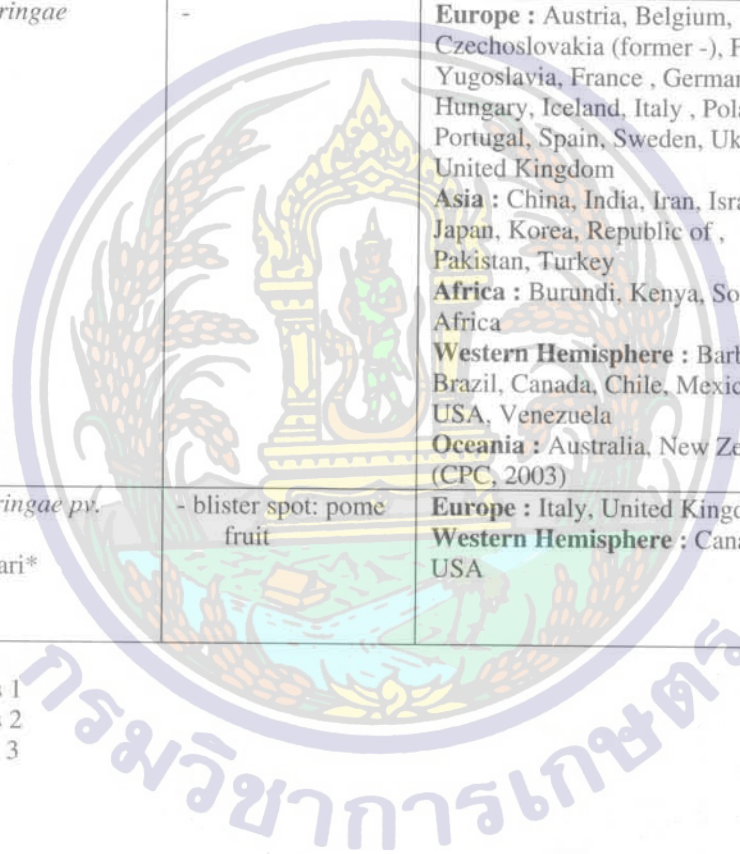 ringae - Europe : Austria, Belgium,
Czechoslovakia (former -), F
Yugoslavia, France , German
Hungary, Iceland, Italy , Pola
Portugal, Spain, Sweden, Uk
United Kingdom
Asia : China, India, Iran, Isra
Japan, Korea, Republic of ,
Pakistan, Turkey
Africa : Burundi, Kenya, So
Africa
Western Hemisphere : Barb
Brazil, Canada, Chile, Mexic
USA, Venezuela
Oceania : Australia, New Ze
(CPC, 2003)
ringae pv. - blister spot: pome Europe : Italy, United Kingd
fruit Western Hemisphere : Cana
ari* USA
s 1
s 2
3
กรมวิชาการเกษตร